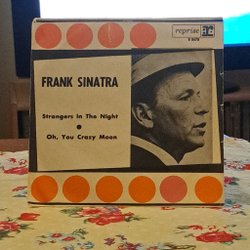 reprise
FRANK SINATRA
Strangers In The Night
Oh, You Crazy Moon